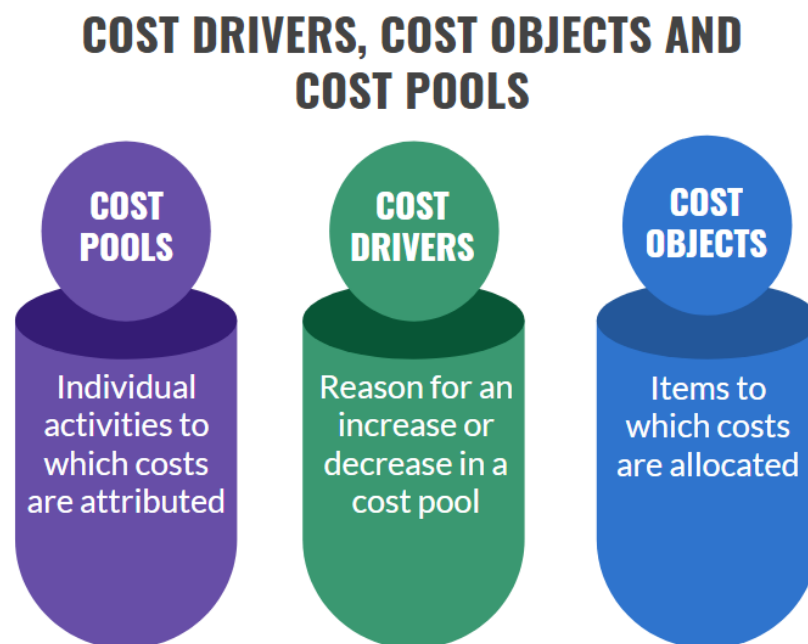 COST DRIVERS, COST OBJECTS AND
COST POOLS
COST
POOLS
Individual
activities to
which costs
are attributed
COST
DRIVERS
Reason for an
increase or
decrease in a
cost pool
COST
OBJECTS
Items to
which costs
are allocated